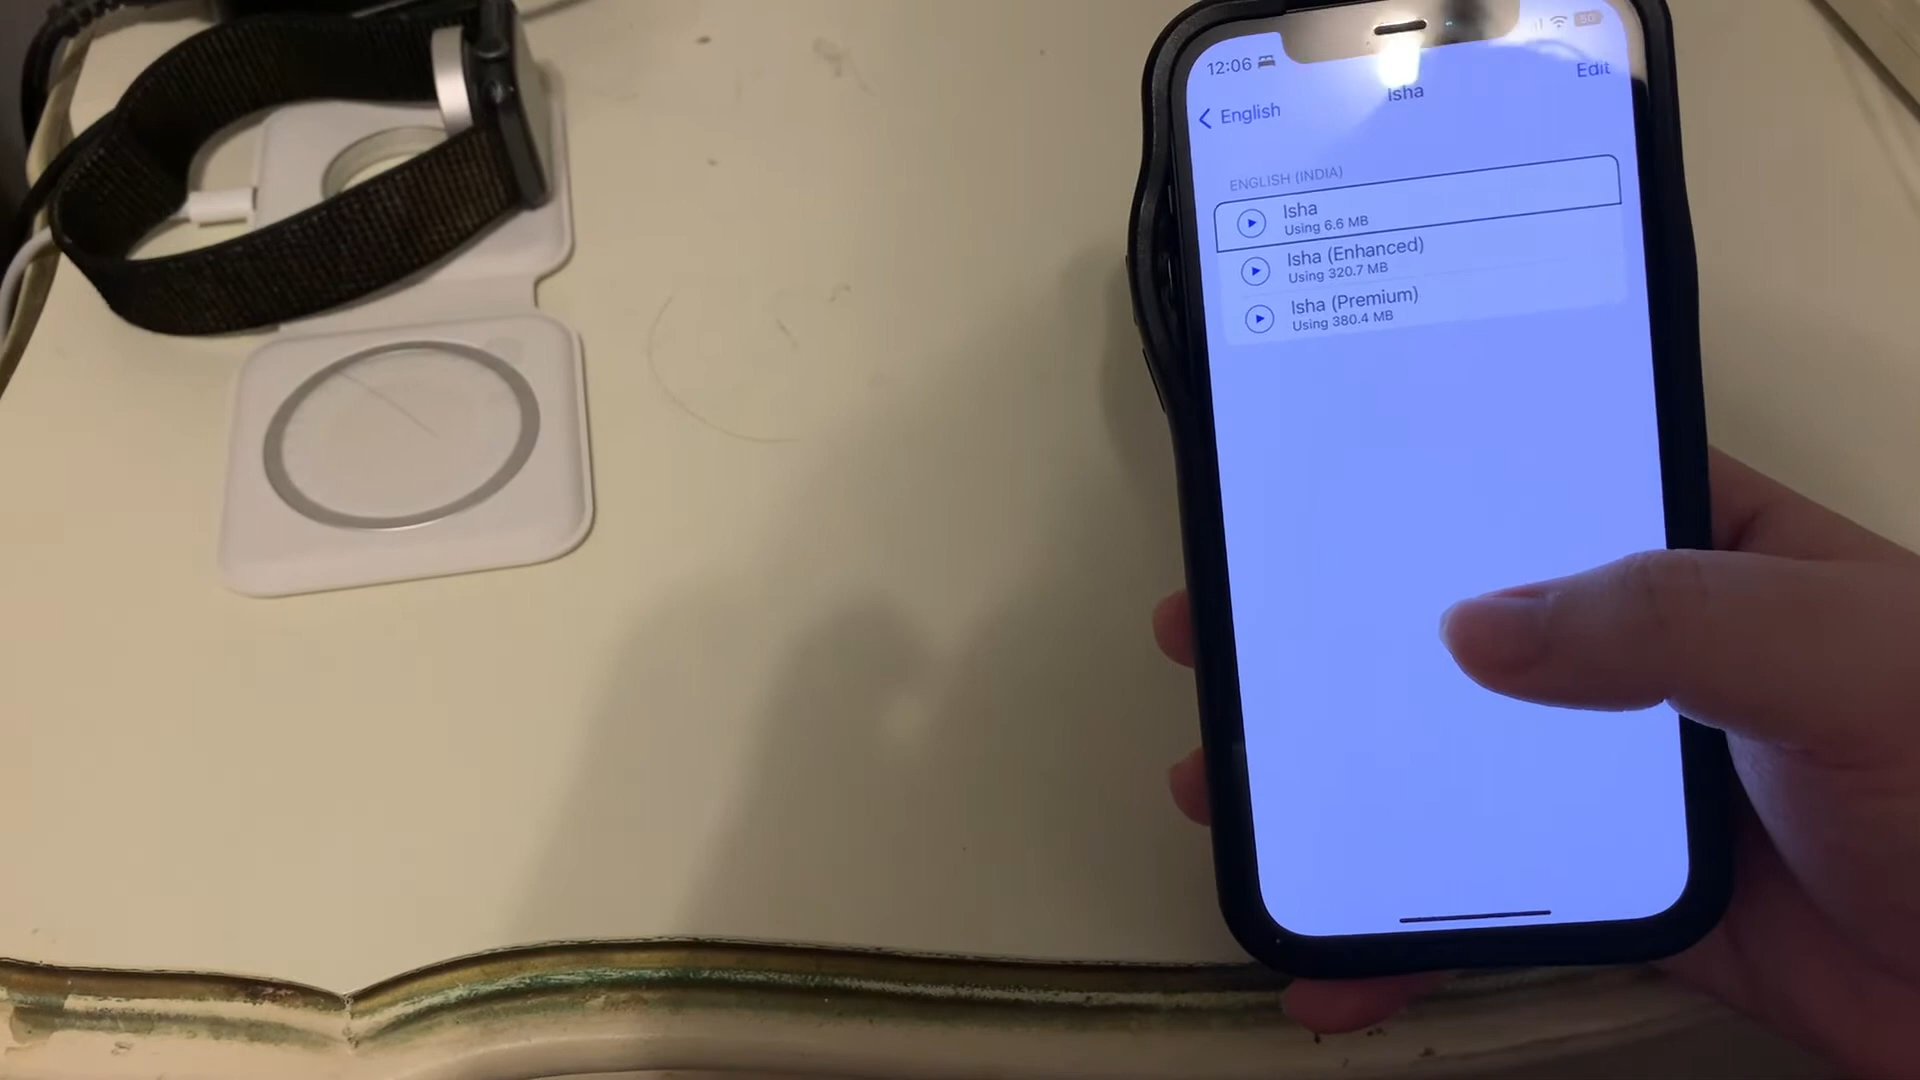 12:06
50
Edit
Isha
English
ENGLISH (INDIA)
Isha
Using 6.6 MB
Isha (Enhanced)
Using 320.7 MB
Isha (Premium)
Using 380.4 MB